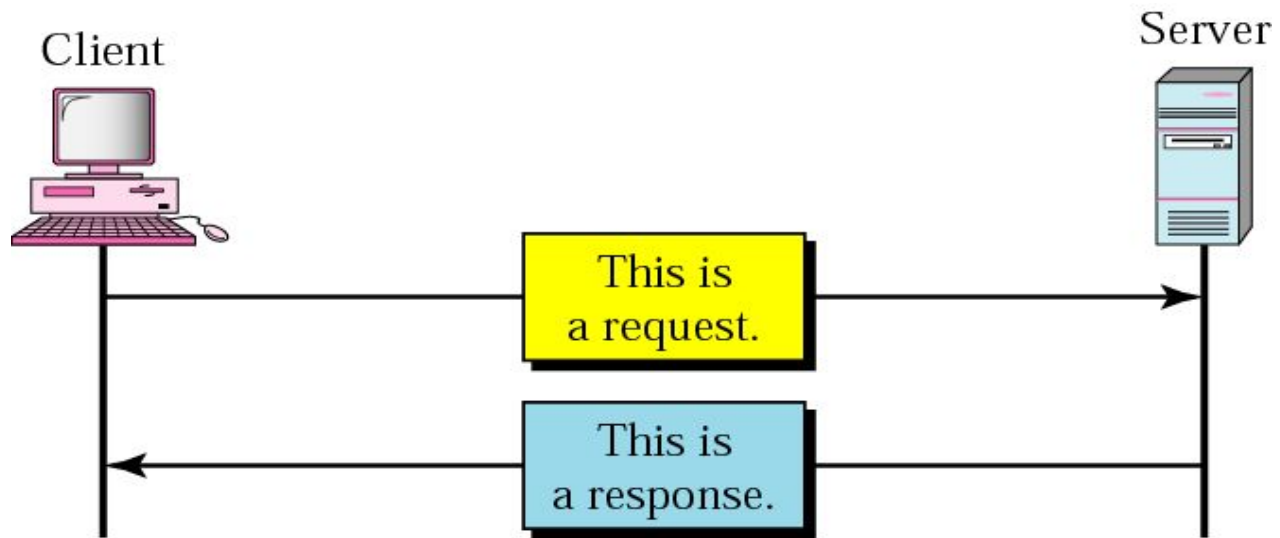 Client
Server
This is
a request.
This is
a response.